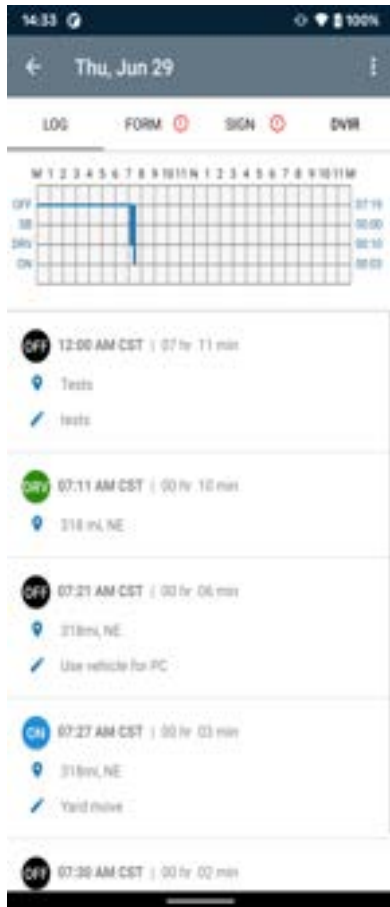 14:33
100%
Thu, Jun 29
LOG
FORM
SIGN
DVIR
M 1 2 3 4 5 6 7 8 9 10 11 N 1 2 3 4 5 6 7 8 9 10 11 M
OFF 07:19
SB 00:00
DRV 00:10
ON 00:03
OFF 12:00 AM CST | 07 hr 11 min
Tests
tests
DRV 07:11 AM CST | 00 hr 10 min
318 mi, NE
OFF 07:21 AM CST | 00 hr 06 min
318mi, NE
Use vehicle for PC
ON 07:27 AM CST | 00 hr 03 min
318mi, NE
Yard move
OFF 07:30 AM CST | 00 hr 02 min